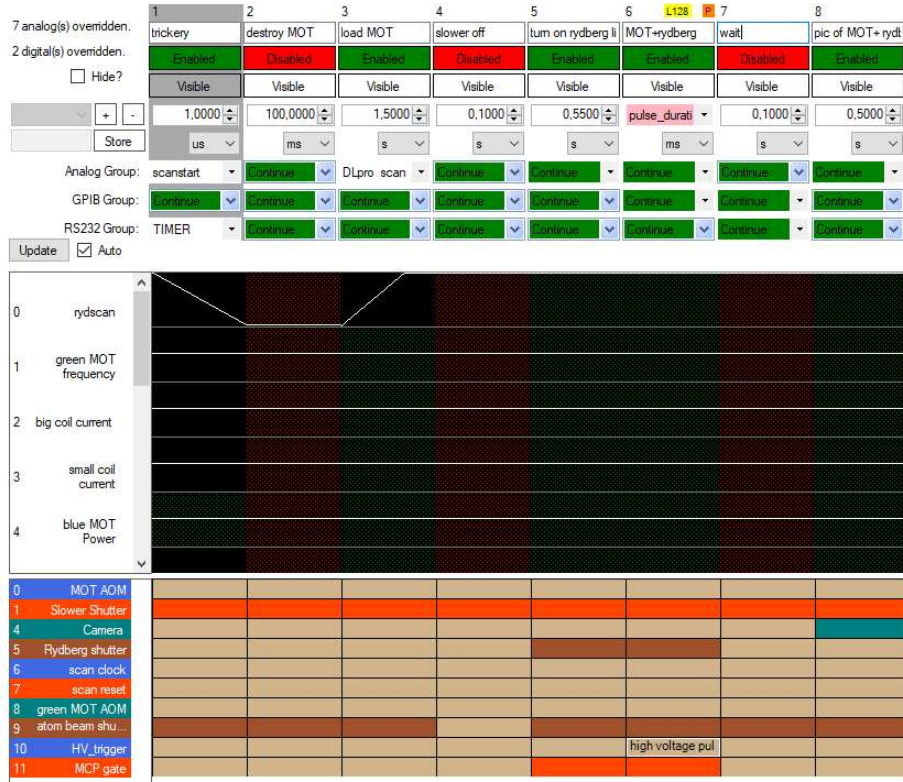 1 2 3 4 5 6 L128 P 7 8
7 analog(s) overridden.
trickery destroy MOT load MOT slower off turn on rydberg li MOT+rydberg wait pic of MOT+ rydb
2 digital(s) overridden.
Enabled Disabled Enabled Disabled Enabled Enabled Disabled Enabled
Hide?
Visible Visible Visible Visible Visible Visible Visible Visible
+ - 1,0000 100,0000 1,5000 0,1000 0,5500 pulse_durati 0,1000 0,5000
Store us ms s s s ms s s
Analog Group: scanstart Continue DLpro scan Continue Continue Continue Continue Continue
GPIB Group: Continue Continue Continue Continue Continue Continue Continue Continue
RS232 Group: TIMER Continue Continue Continue Continue Continue Continue Continue
Update Auto
0 rydscan
1 green MOT
frequency
2 big coil current
3 small coil
current
4 blue MOT
Power
0 MOT AOM
1 Slower Shutter
4 Camera
5 Rydberg shutter
6 scan clock
7 scan reset
8 green MOT AOM
9 atom beam shu...
10 HV_trigger high voltage pul
11 MCP gate